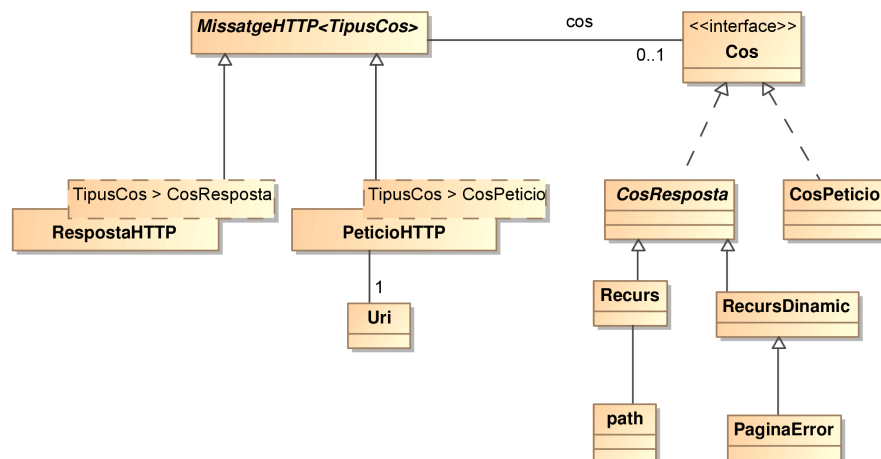 MissatgeHTTP<TipusCos>
cos
0..1
<<interface>>
Cos
TipusCos > CosResposta
RespostaHTTP
TipusCos > CosPeticio
PeticioHTTP
CosResposta
CosPeticio
1
Uri
Recurs
RecursDinamic
path
PaginaError